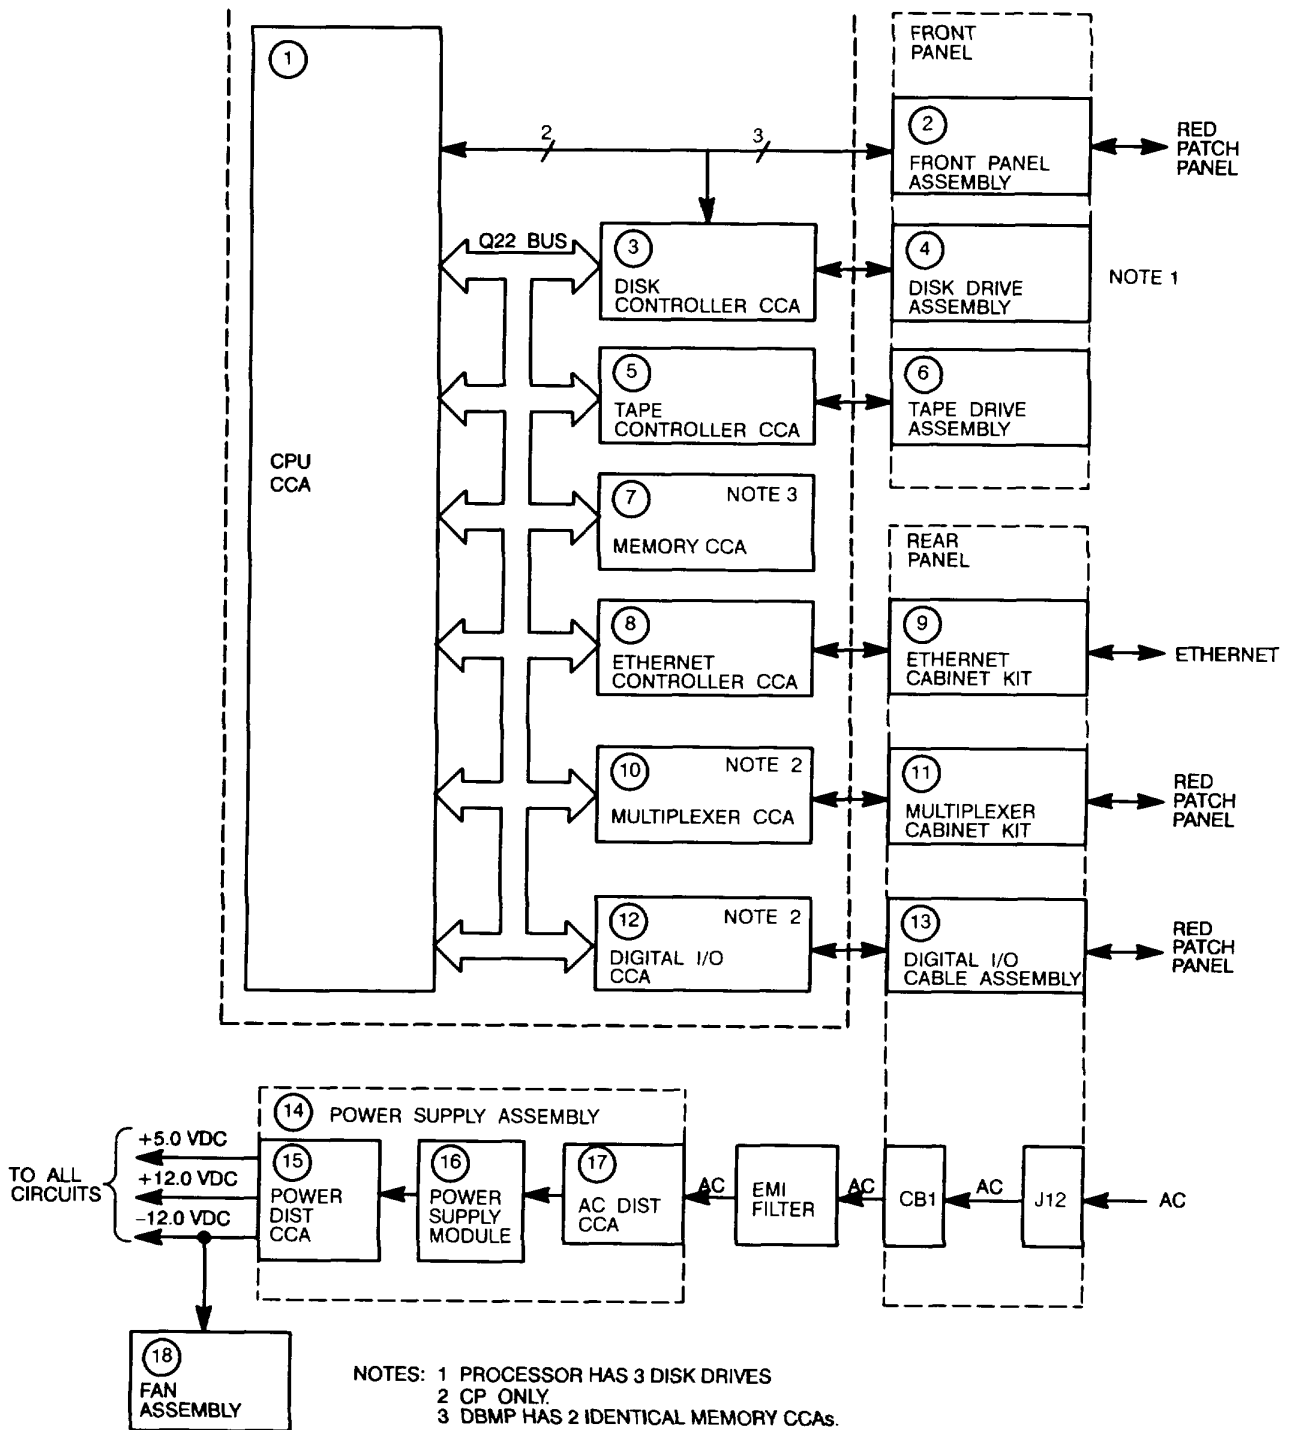 1
CPU
CCA
2
3
Q22 BUS
FRONT
PANEL
2
FRONT PANEL
ASSEMBLY
RED
PATCH
PANEL
3
DISK
CONTROLLER CCA
4
DISK DRIVE
ASSEMBLY
NOTE 1
5
TAPE
CONTROLLER CCA
6
TAPE DRIVE
ASSEMBLY
7
NOTE 3
MEMORY CCA
REAR
PANEL
8
ETHERNET
CONTROLLER CCA
9
ETHERNET
CABINET KIT
ETHERNET
10
NOTE 2
MULTIPLEXER CCA
11
MULTIPLEXER
CABINET KIT
RED
PATCH
PANEL
12
NOTE 2
DIGITAL I/O
CCA
13
DIGITAL I/O
CABLE ASSEMBLY
RED
PATCH
PANEL
14
POWER SUPPLY ASSEMBLY
TO ALL
CIRCUITS
+5.0 VDC
+12.0 VDC
−12.0 VDC
15
POWER
DIST
CCA
16
POWER
SUPPLY
MODULE
17
AC DIST
CCA
AC
EMI
FILTER
AC
CB1
AC
J12
AC
18
FAN
ASSEMBLY
NOTES: 1 PROCESSOR HAS 3 DISK DRIVES
2 CP ONLY.
3 DBMP HAS 2 IDENTICAL MEMORY CCAs.